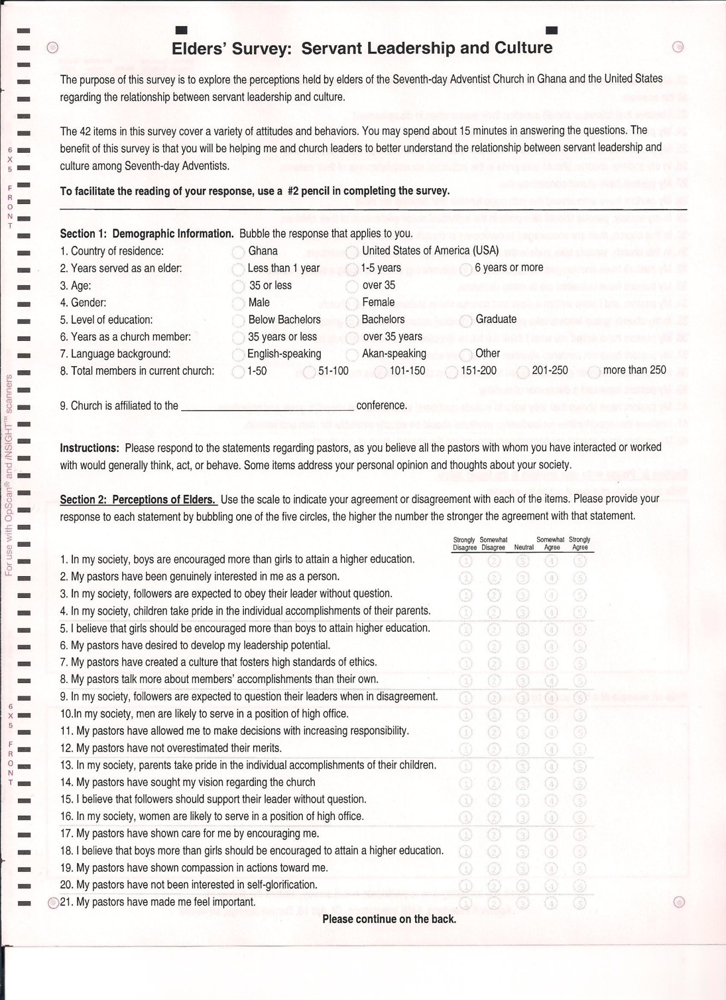 Elders' Survey: Servant Leadership and Culture
The purpose of this survey is to explore the perceptions held by elders of the Seventh-day Adventist Church in Ghana and the United States
regarding the relationship between servant leadership and culture.
The 42 items in this survey cover a variety of attitudes and behaviors. You may spend about 15 minutes in answering the questions. The
benefit of this survey is that you will be helping me and church leaders to better understand the relationship between servant leadership and
culture among Seventh-day Adventists.
To facilitate the reading of your response, use a #2 pencil in completing the survey.
Section 1: Demographic Information. Bubble the response that applies to you.
1. Country of residence: Ghana United States of America (USA)
2. Years served as an elder: Less than 1 year 1-5 years 6 years or more
3. Age: 35 or less over 35
4. Gender: Male Female
5. Level of education: Below Bachelors Bachelors Graduate
6. Years as a church member: 35 years or less over 35 years
7. Language background: English-speaking Akan-speaking Other
8. Total members in current church: 1-50 51-100 101-150 151-200 201-250 more than 250
9. Church is affiliated to the ______ conference.
Instructions: Please respond to the statements regarding pastors, as you believe all the pastors with whom you have interacted or worked
with would generally think, act, or behave. Some items address your personal opinion and thoughts about your society.
Section 2: Perceptions of Elders. Use the scale to indicate your agreement or disagreement with each of the items. Please provide your
response to each statement by bubbling one of the five circles, the higher the number the stronger the agreement with that statement.
Strongly Somewhat Somewhat Strongly
Disagree Disagree Neutral Agree Agree
1. In my society, boys are encouraged more than girls to attain a higher education. 1 2 3 4 5
2. My pastors have been genuinely interested in me as a person. 1 2 3 4 5
3. In my society, followers are expected to obey their leader without question. 1 2 3 4 5
4. In my society, children take pride in the individual accomplishments of their parents. 1 2 3 4 5
5. I believe that girls should be encouraged more than boys to attain higher education. 1 2 3 4 5
6. My pastors have desired to develop my leadership potential. 1 2 3 4 5
7. My pastors have created a culture that fosters high standards of ethics. 1 2 3 4 5
8. My pastors talk more about members' accomplishments than their own. 1 2 3 4 5
9. In my society, followers are expected to question their leaders when in disagreement. 1 2 3 4 5
10.In my society, men are likely to serve in a position of high office. 1 2 3 4 5
11. My pastors have allowed me to make decisions with increasing responsibility. 1 2 3 4 5
12. My pastors have not overestimated their merits. 1 2 3 4 5
13. In my society, parents take pride in the individual accomplishments of their children. 1 2 3 4 5
14. My pastors have sought my vision regarding the church 1 2 3 4 5
15. I believe that followers should support their leader without question. 1 2 3 4 5
16. In my society, women are likely to serve in a position of high office. 1 2 3 4 5
17. My pastors have shown care for me by encouraging me. 1 2 3 4 5
18. I believe that boys more than girls should be encouraged to attain a higher education. 1 2 3 4 5
19. My pastors have shown compassion in actions toward me. 1 2 3 4 5
20. My pastors have not been interested in self-glorification. 1 2 3 4 5
21. My pastors have made me feel important. 1 2 3 4 5
Please continue on the back.
6X5 FRONT
For use with OpScan® and iNSIGHT™ scanners
6X5 FRONT